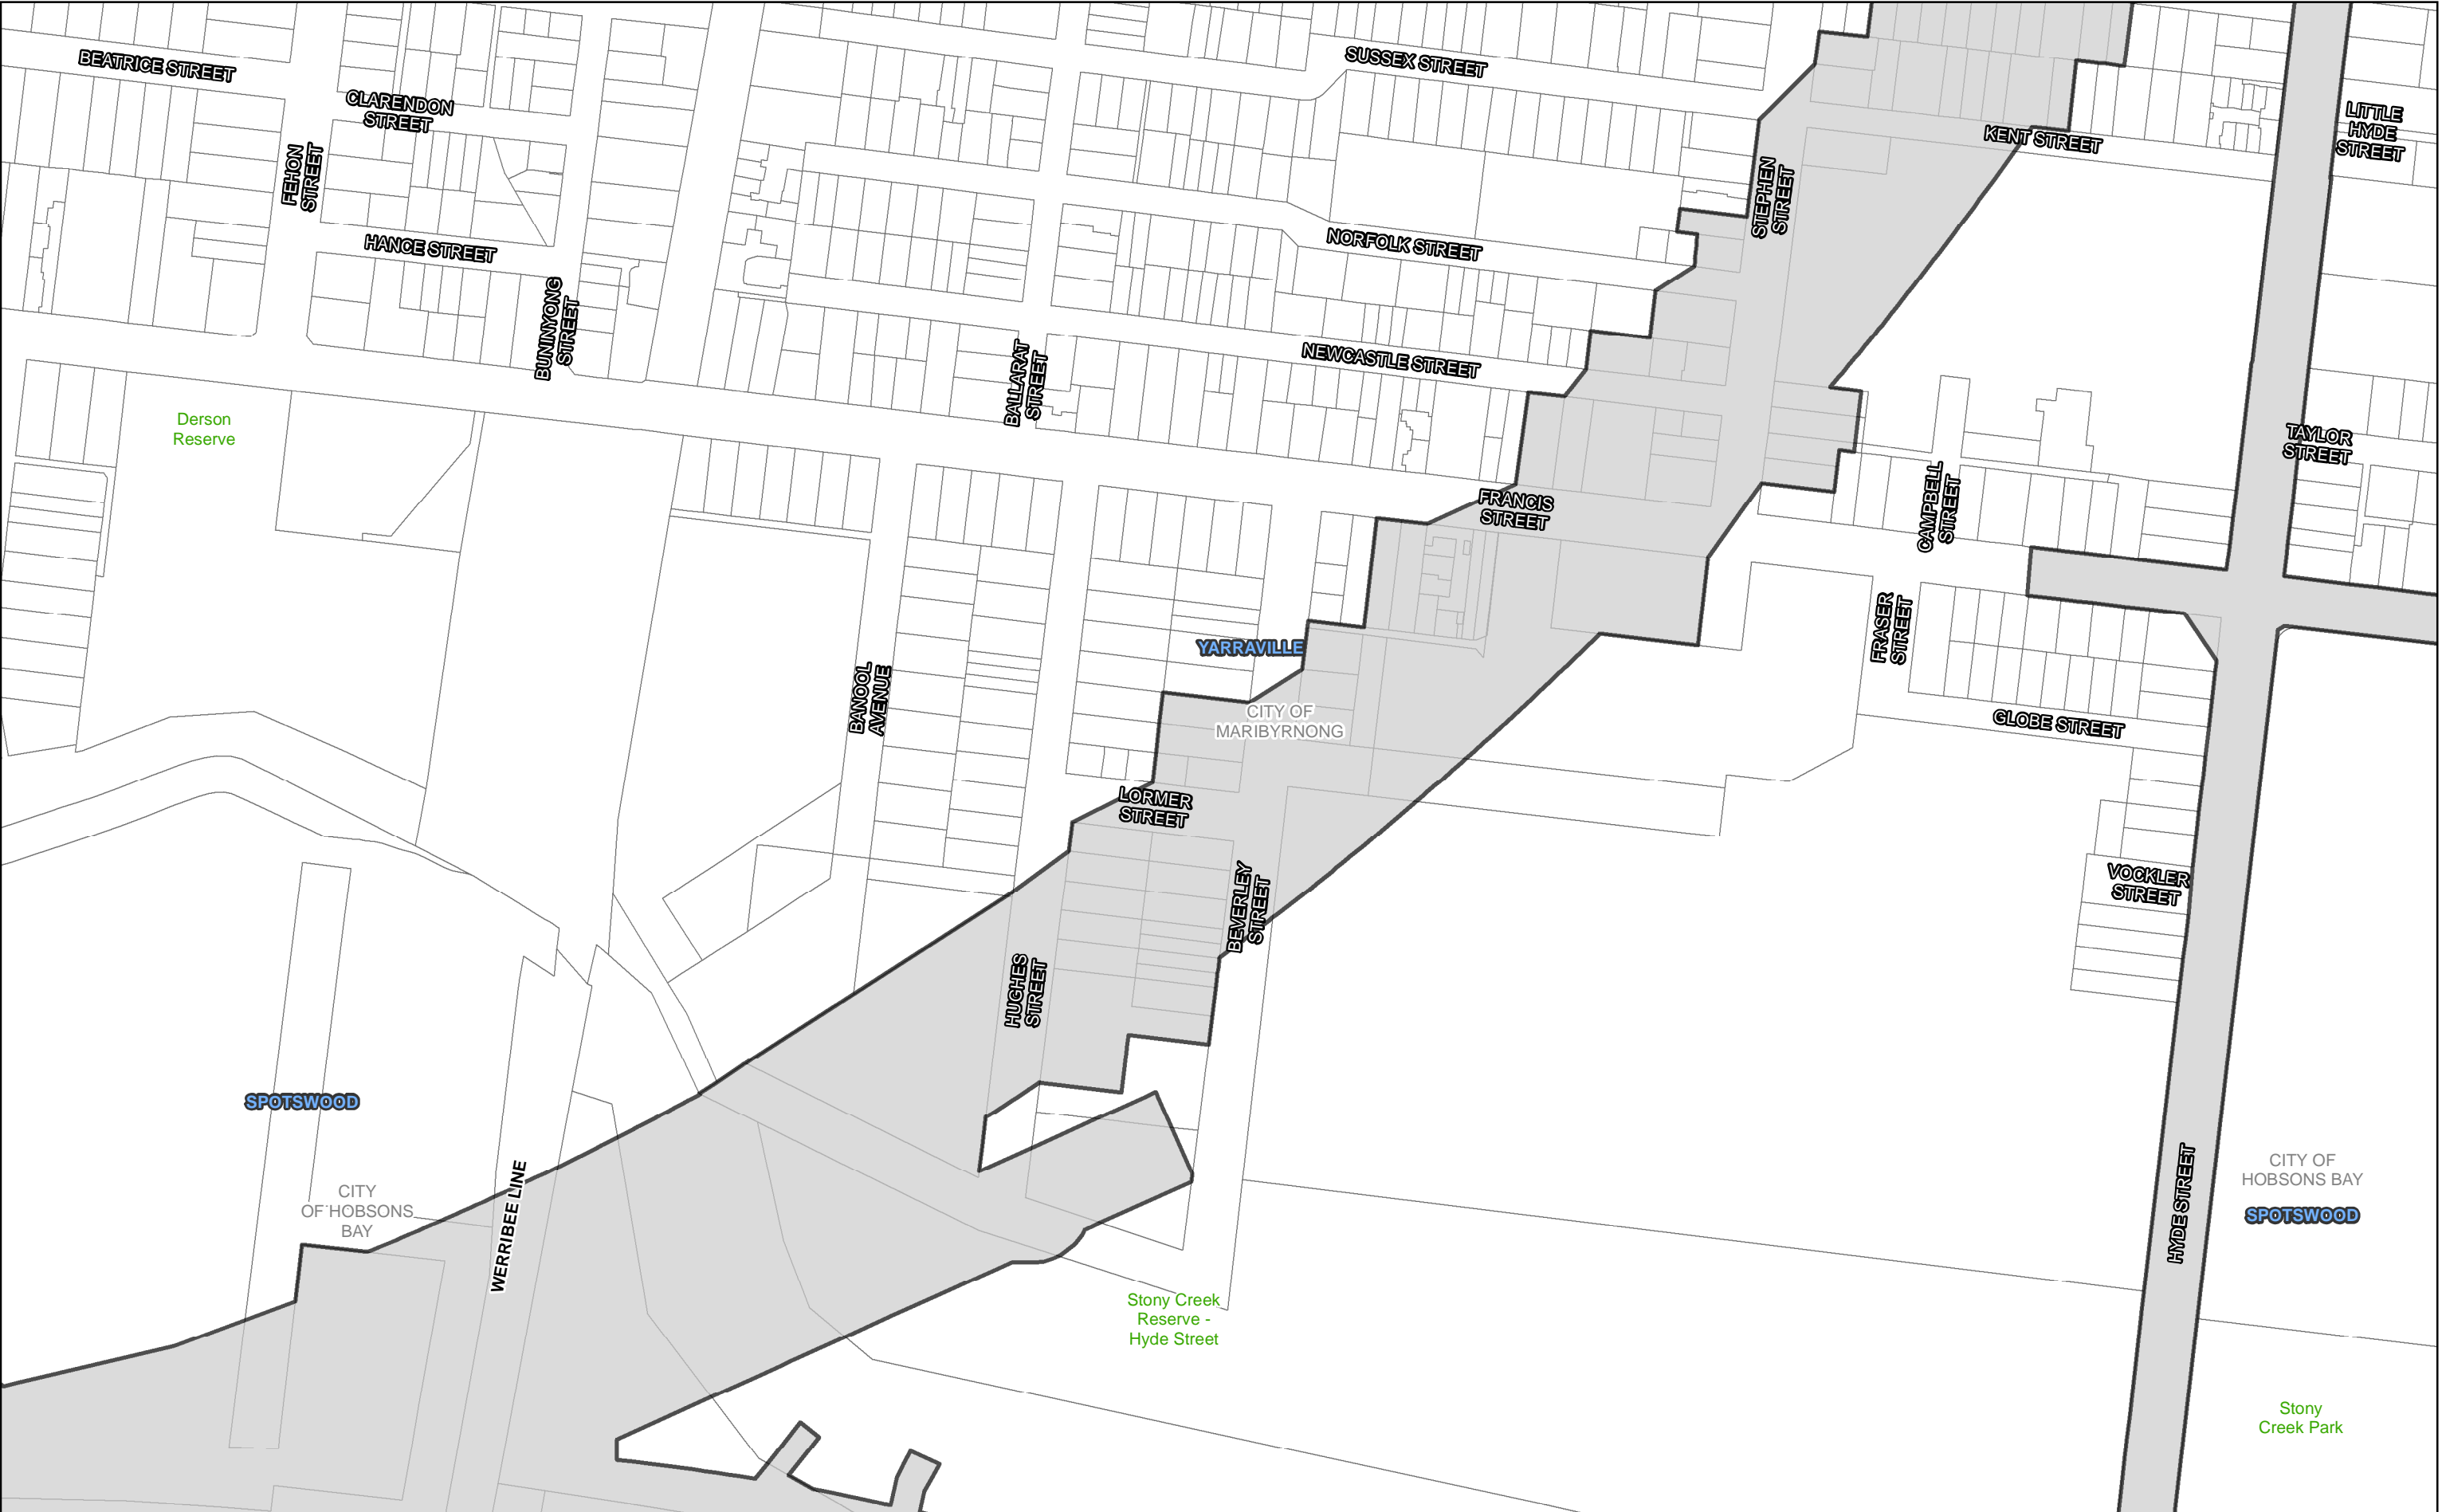 SUSSEX STREET
BEATRICE STREET
CLARENDON
STREET
LITTLE
HYDE
STREET
KENT STREET
FEHON
STREET
STEPHEN
STREET
HANCE STREET
NORFOLK STREET
BUNINYONG
STREET
NEWCASTLE STREET
BALLARAT
STREET
Derson
Reserve
TAYLOR
STREET
FRANCIS
STREET
CAMPBELL
STREET
FRASER
STREET
YARRAVILLE
BANOOL
AVENUE
CITY OF
MARIBYRNONG
GLOBE STREET
LORMER
STREET
VOCKLER
STREET
BEVERLEY
STREET
HUGHES
STREET
SPOTSWOOD
CITY
OF HOBSONS
BAY
WERRIBEE LINE
HYDE STREET
CITY OF
HOBSONS BAY
SPOTSWOOD
Stony Creek
Reserve -
Hyde Street
Stony
Creek Park